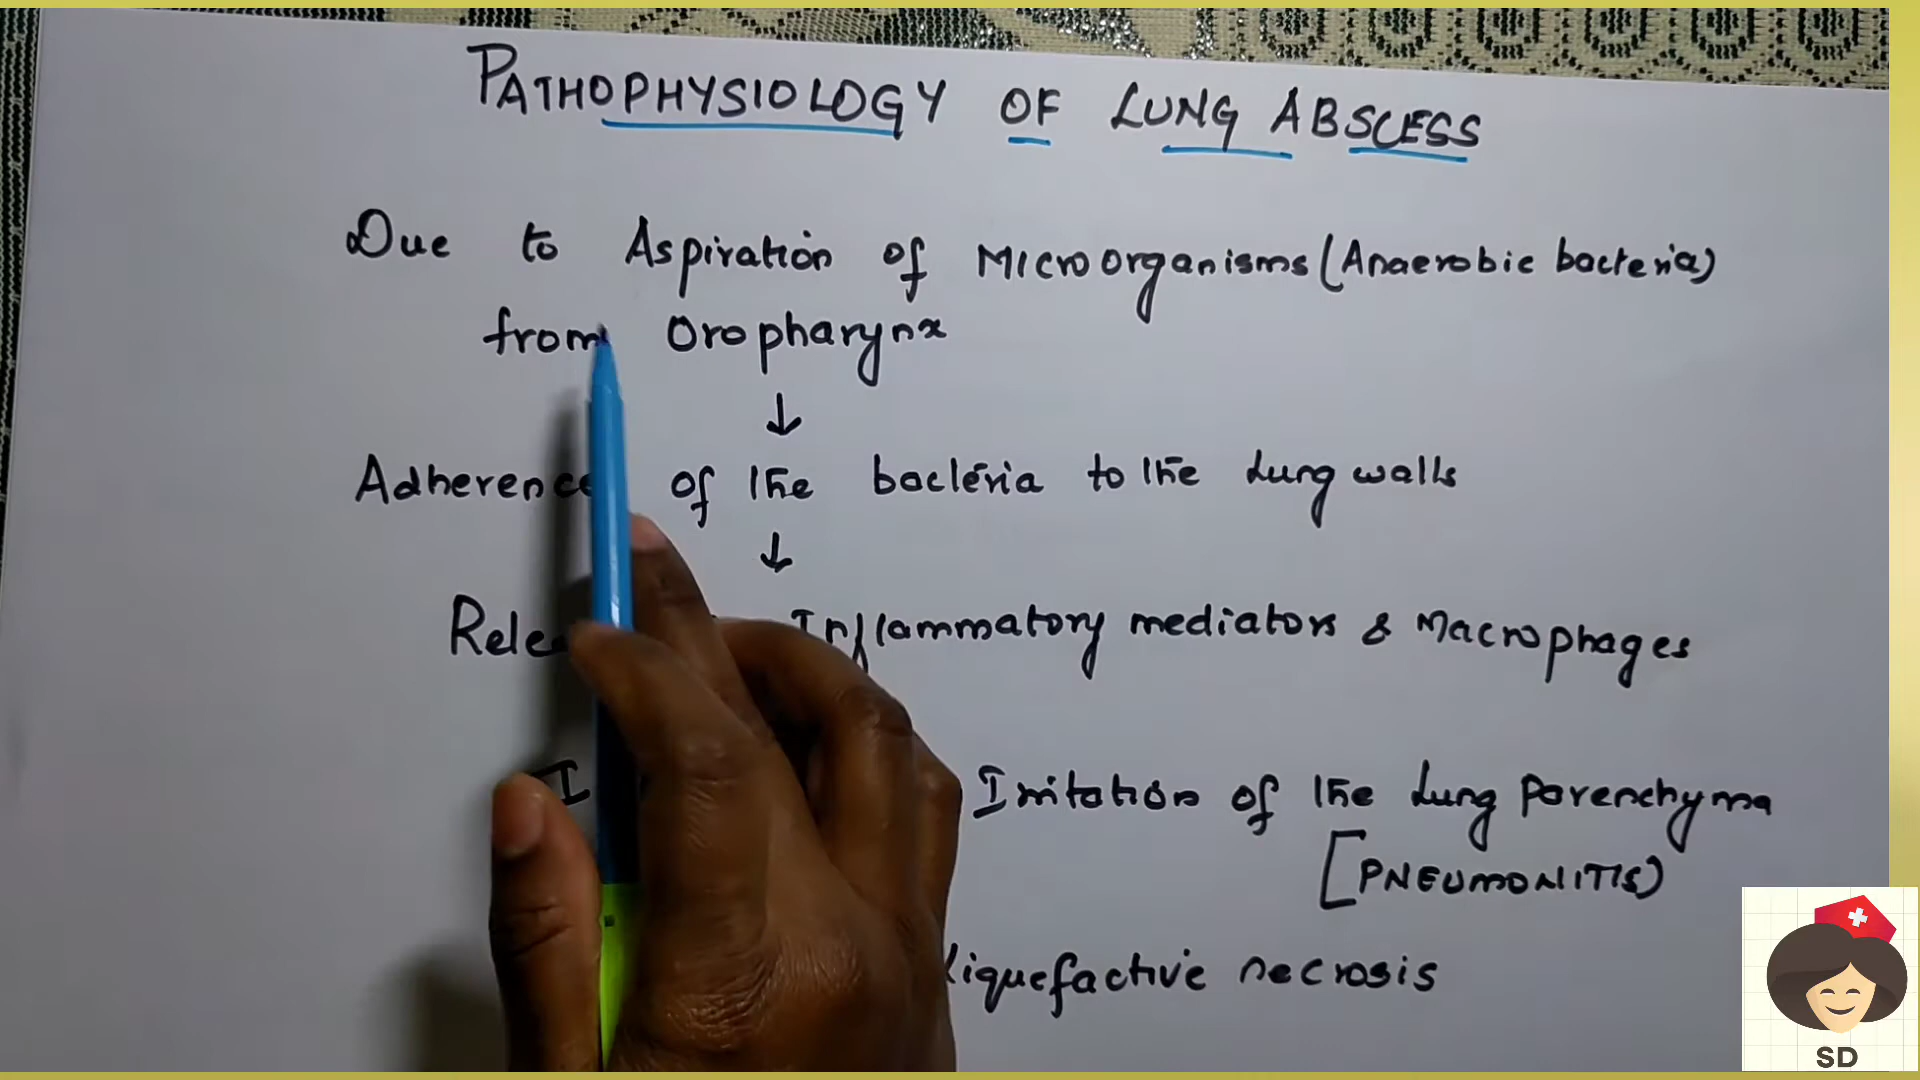 PATHOPHYSIOLOGY OF LUNG ABSCESS
Due to Aspiration of Microorganisms (Anaerobic bacteria)
from Oropharynx
↓
Adherence of the bacteria to the Lung walls
↓
Inflammatory mediators & Macrophages
Irritation of the Lung Parenchyma
[PNEUMONITIS)
liquefactive necrosis
SD